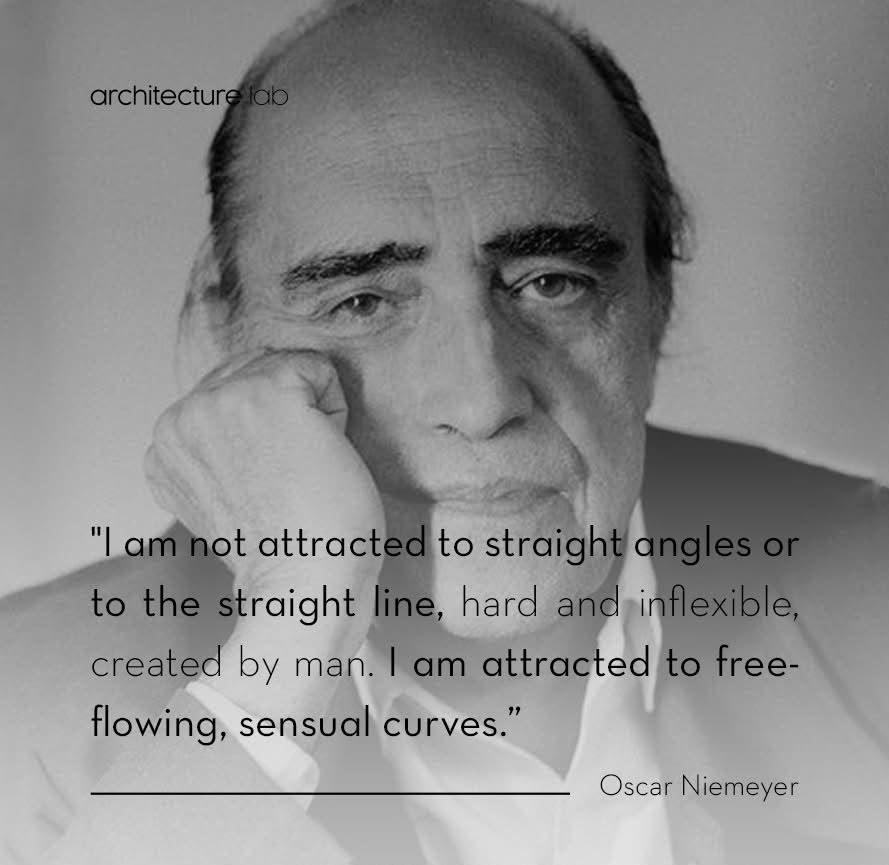 architecture lab
"I am not attracted to straight angles or
to the straight line, hard and inflexible,
created by man. I am attracted to free-
flowing, sensual curves.”
Oscar Niemeyer